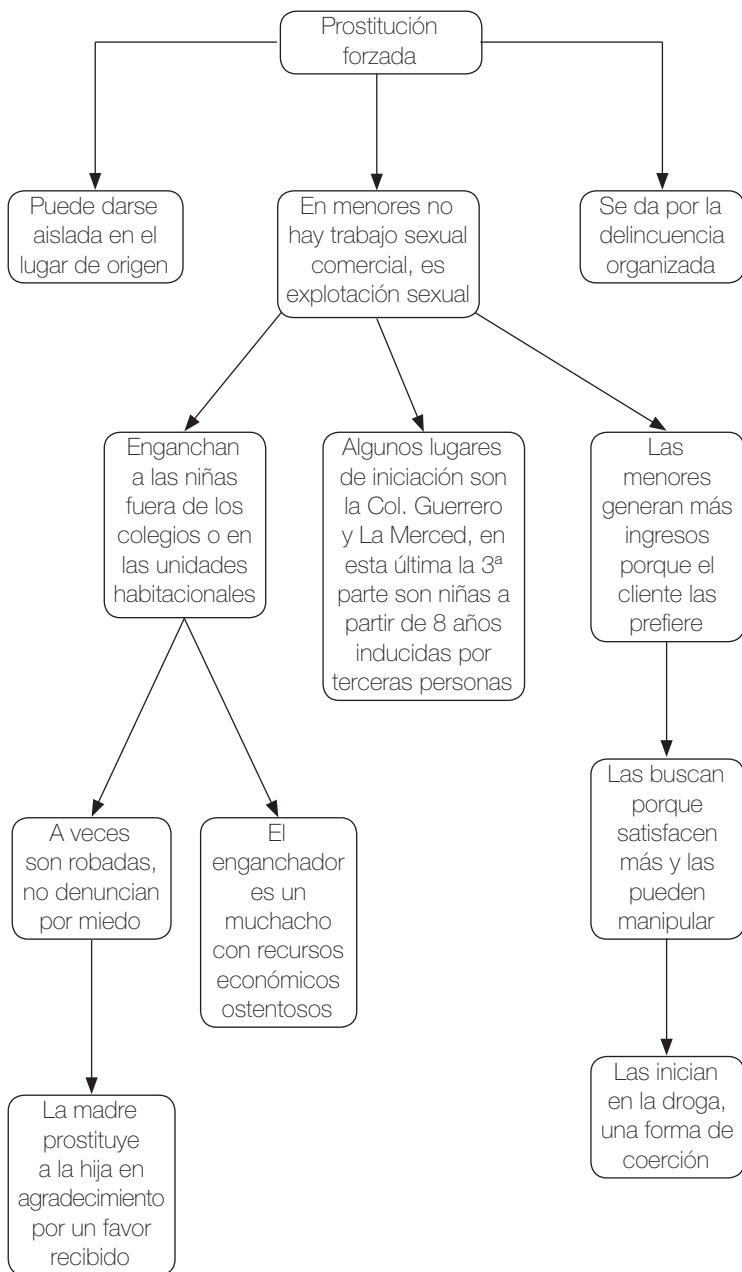 Prostitución
forzada
Puede darse
aislada en el
lugar de origen
En menores no
hay trabajo sexual
comercial, es
explotación sexual
Se da por la
delincuencia
organizada
Enganchan
a las niñas
fuera de los
colegios o en
las unidades
habitacionales
Algunos lugares
de iniciación son
la Col. Guerrero
y La Merced, en
esta última la 3ª
parte son niñas a
partir de 8 años
inducidas por
terceras personas
Las
menores
generan más
ingresos
porque el
cliente las
prefiere
A veces
son robadas,
no denuncian
por miedo
El
enganchador
es un
muchacho
con recursos
económicos
ostentosos
Las buscan
porque
satisfacen
más y las
pueden
manipular
La madre
prostituye
a la hija en
agradecimiento
por un favor
recibido
Las inician
en la droga,
una forma de
coerción